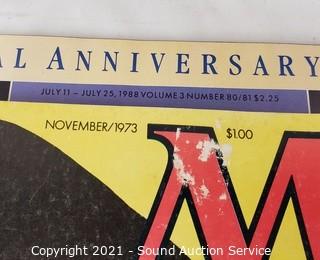 AL ANNIVERSARY
JULY 11 – JULY 25, 1988 VOLUME 3 NUMBER 80/81 $2.25
NOVEMBER/1973
$1.00
M
Copyright 2021 - Sound Auction Service